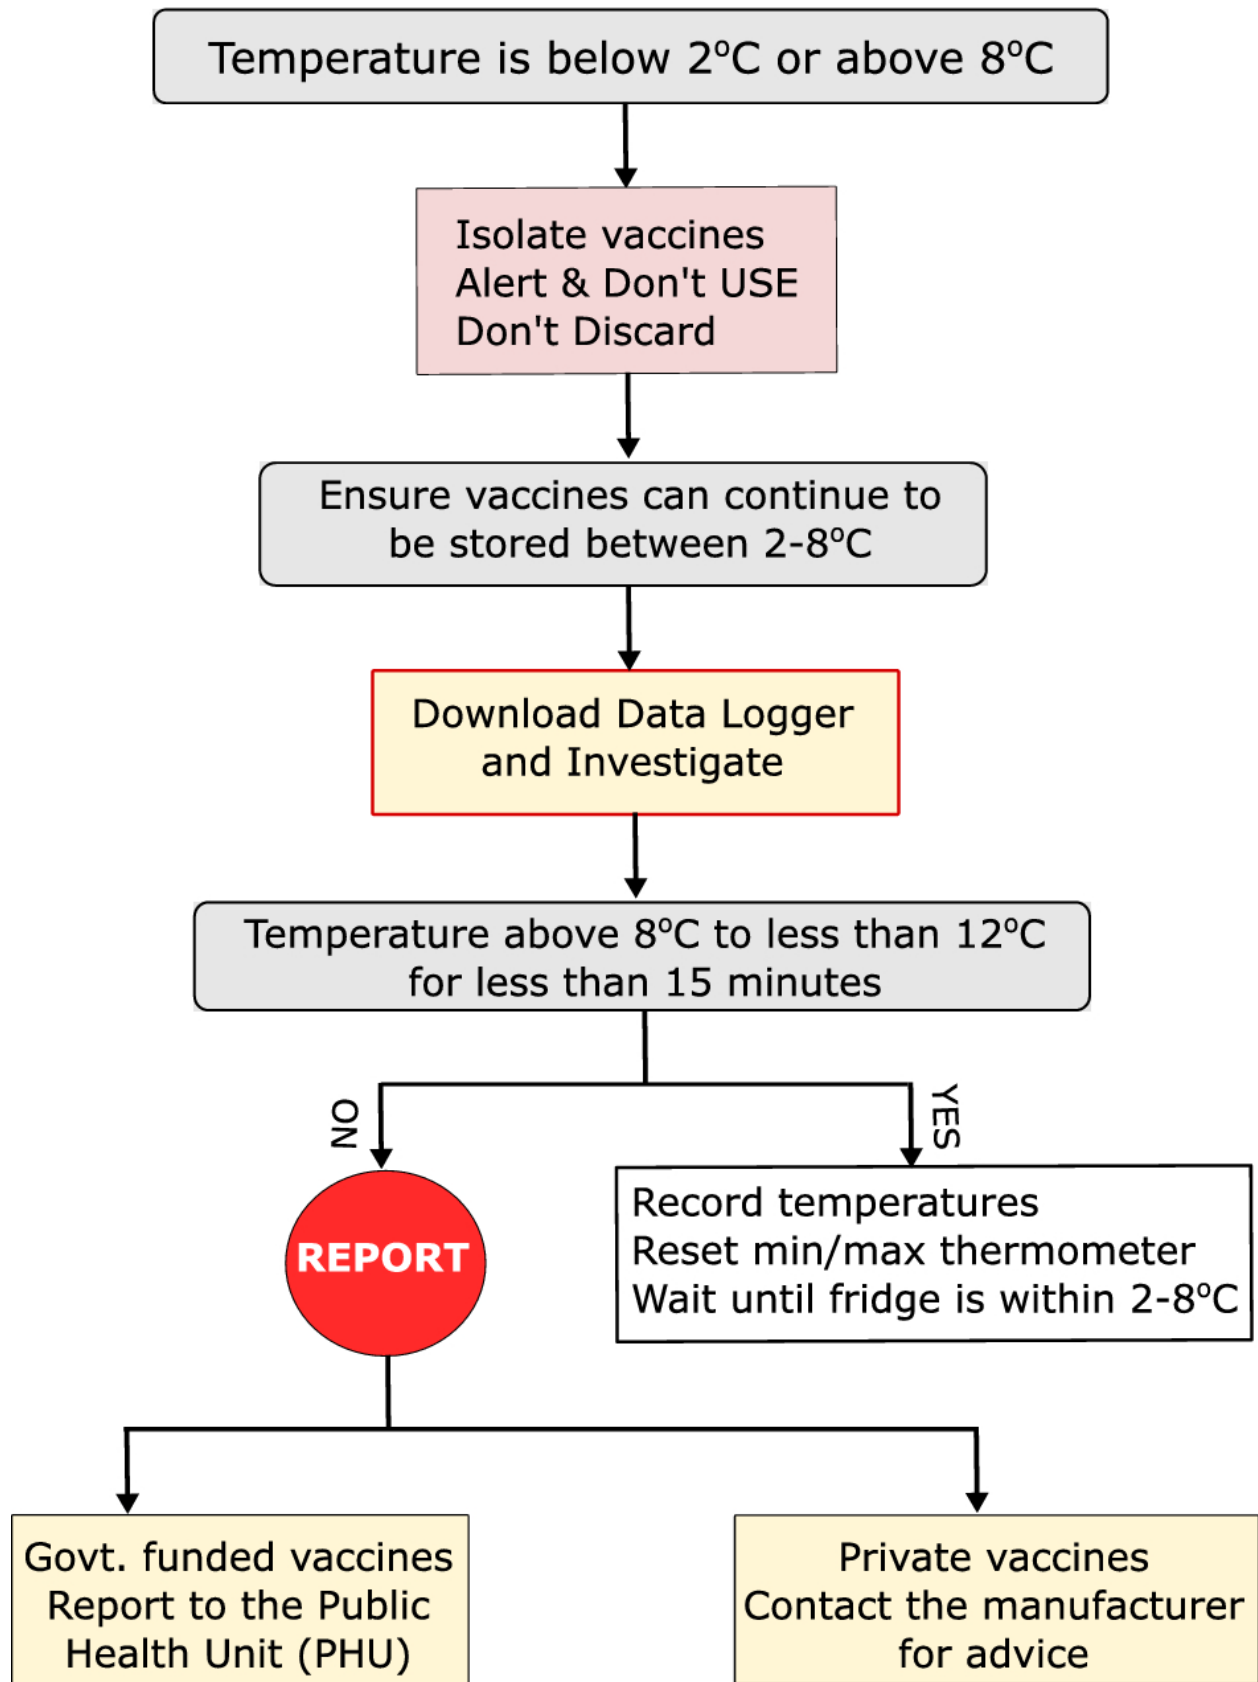 Temperature is below 2°C or above 8°C
Isolate vaccines
Alert & Don't USE
Don't Discard
Ensure vaccines can continue to
be stored between 2-8°C
Download Data Logger
and Investigate
Temperature above 8°C to less than 12°C
for less than 15 minutes
NO
YES
REPORT
Record temperatures
Reset min/max thermometer
Wait until fridge is within 2-8°C
Govt. funded vaccines
Report to the Public
Health Unit (PHU)
Private vaccines
Contact the manufacturer
for advice